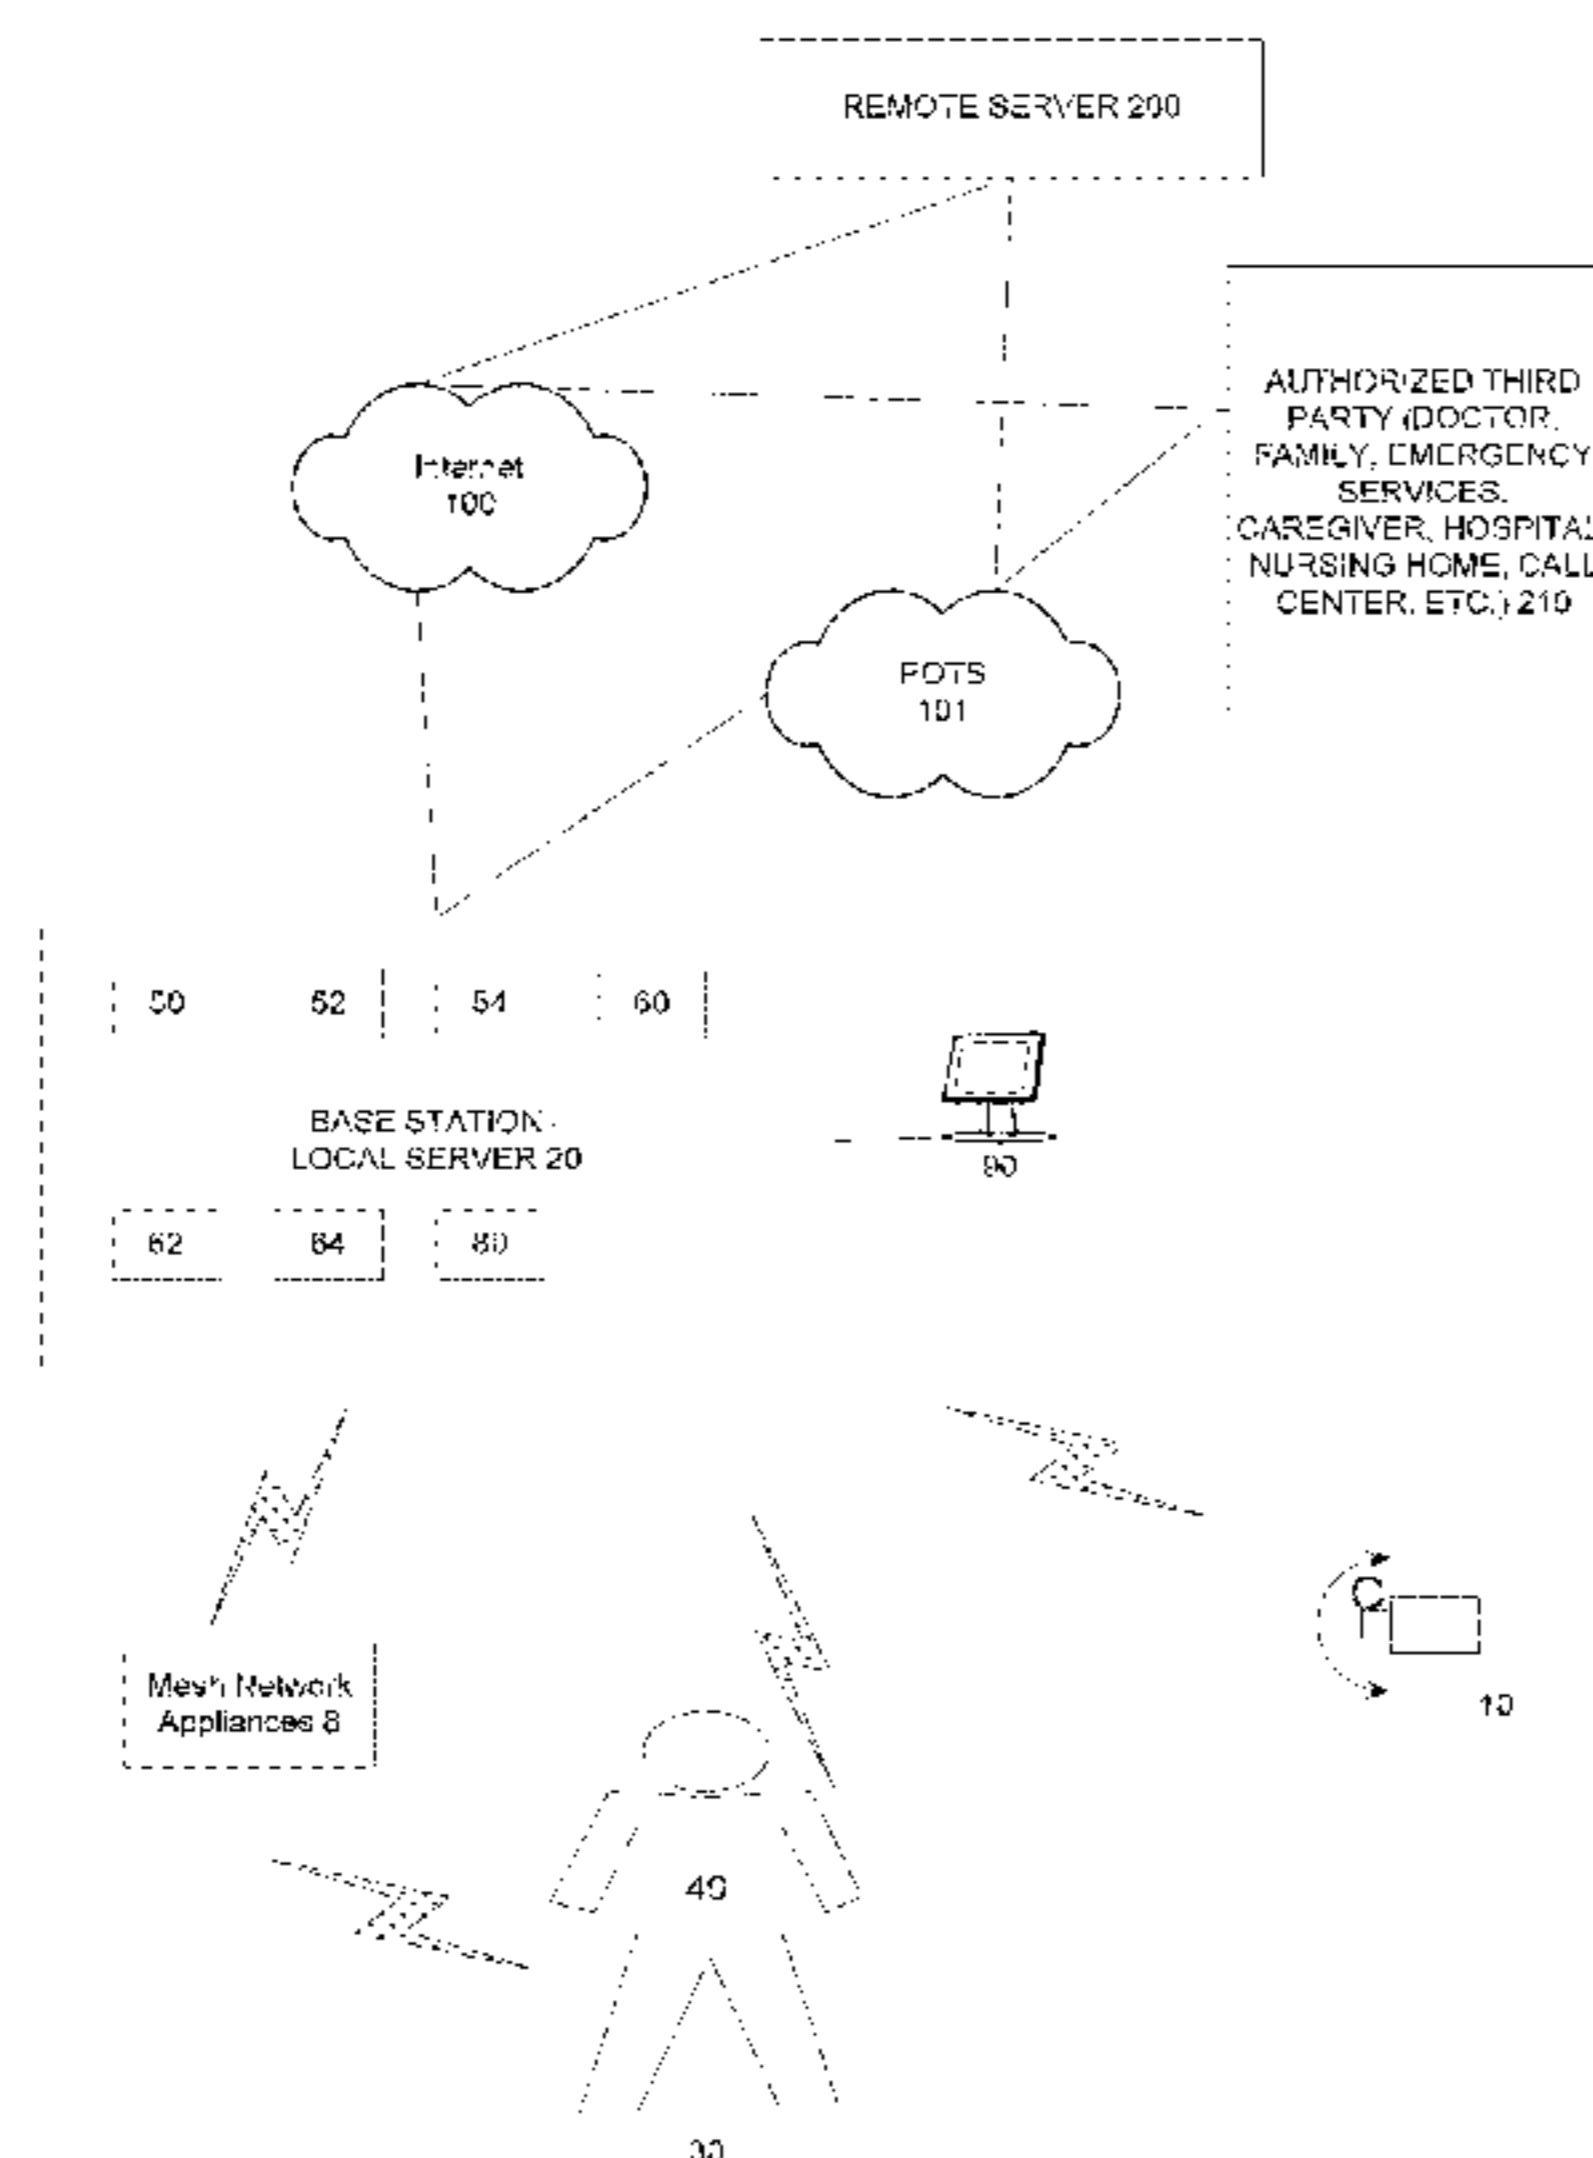 REMOTE SERVER 200
AUTHORIZED THIRD
PARTY (DOCTOR,
FAMILY, EMERGENCY
SERVICES,
CAREGIVER, HOSPITAL
NURSING HOME, CALL
CENTER, ETC.) 210
Internet
100
POTS
101
50
52
54
60
BASE STATION -
LOCAL SERVER 20
90
62
64
80
Mesh Network
Appliances 8
10
40